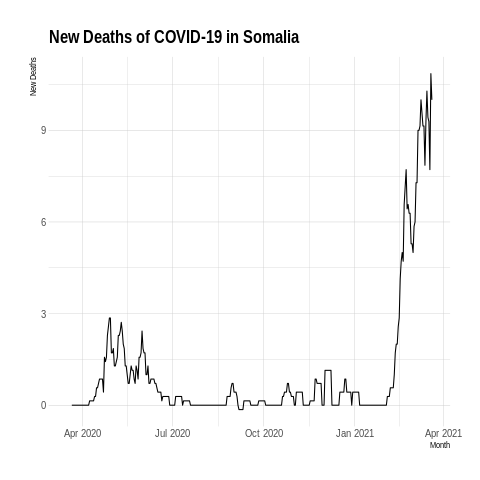 New Deaths of COVID-19 in Somalia
New Deaths
9
6
3
0
Apr 2020 Jul 2020 Oct 2020 Jan 2021 Apr 2021
Month